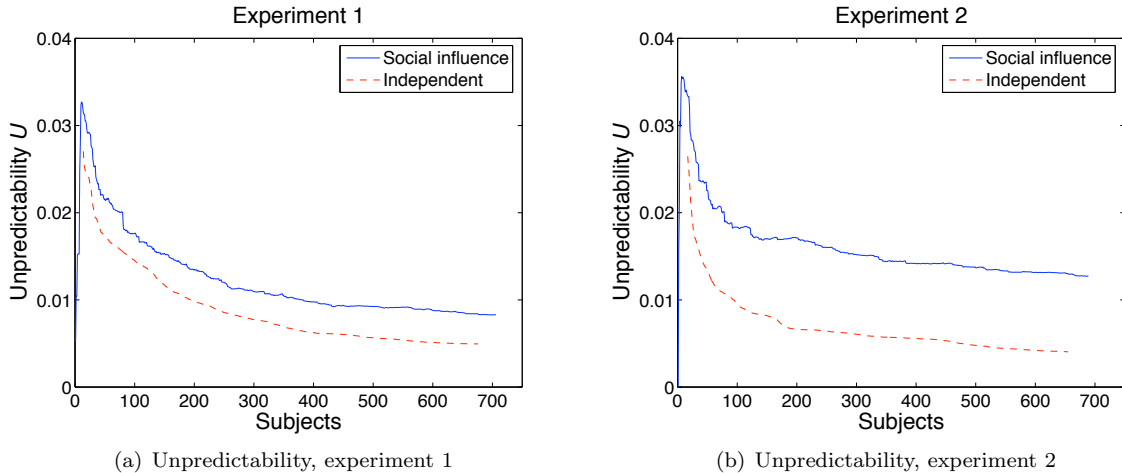 Experiment 1
0.04
0.03
0.02
0.01
0
Unpredictability U
Social influence
Independent
0 100 200 300 400 500 600 700
Subjects
(a) Unpredictability, experiment 1
Experiment 2
0.04
0.03
0.02
0.01
0
Unpredictability U
Social influence
Independent
0 100 200 300 400 500 600 700
Subjects
(b) Unpredictability, experiment 2